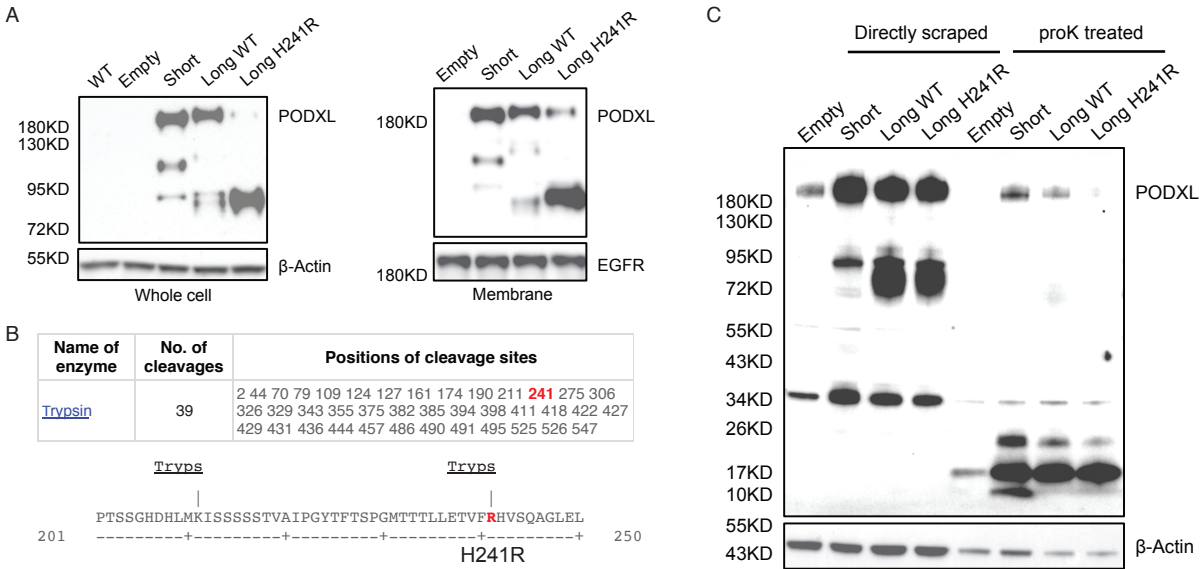 A
WT
Empty
Short
Long WT
Long H241R
180KD
130KD
95KD
72KD
55KD
PODXL
β-Actin
Whole cell
Empty
Short
Long WT
Long H241R
180KD
PODXL
180KD
EGFR
Membrane
B
Name of enzyme
No. of cleavages
Positions of cleavage sites
Trypsin
39
2 44 70 79 109 124 127 161 174 190 211 241 275 306
326 329 343 355 375 382 385 394 398 411 418 422 427
429 431 436 444 457 486 490 491 495 525 526 547
Tryps Tryps
| |
PTSSGHDHLMKISSSSSTVAIPGYTFTSPGMTTTLLETVFRHVSQAGLEL
201 ---------+---------+---------+---------+---------+ 250
H241R
C
Directly scraped
proK treated
Empty
Short
Long WT
Long H241R
Empty
Short
Long WT
Long H241R
180KD
130KD
95KD
72KD
55KD
43KD
34KD
26KD
17KD
10KD
PODXL
55KD
43KD
β-Actin